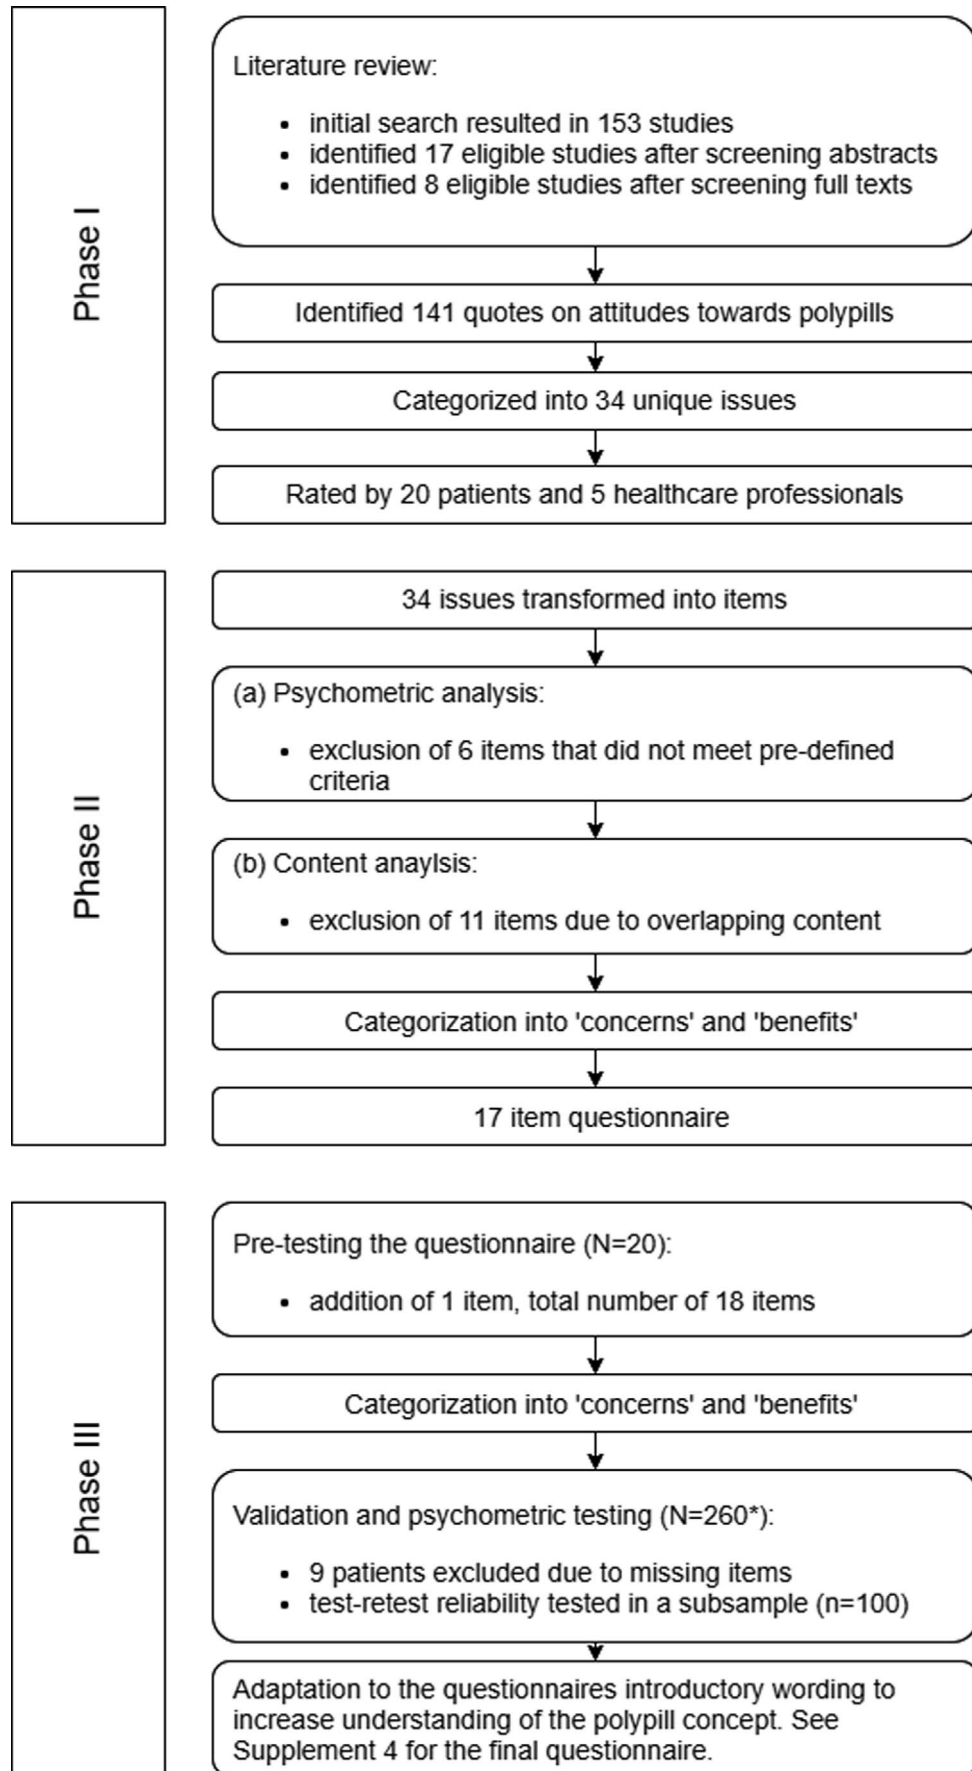 Phase I
Literature review:
• initial search resulted in 153 studies
• identified 17 eligible studies after screening abstracts
• identified 8 eligible studies after screening full texts
Identified 141 quotes on attitudes towards polypills
Categorized into 34 unique issues
Rated by 20 patients and 5 healthcare professionals
Phase II
34 issues transformed into items
(a) Psychometric analysis:
• exclusion of 6 items that did not meet pre-defined
criteria
(b) Content anaylsis:
• exclusion of 11 items due to overlapping content
Categorization into 'concerns' and 'benefits'
17 item questionnaire
Phase III
Pre-testing the questionnaire (N=20):
• addition of 1 item, total number of 18 items
Categorization into 'concerns' and 'benefits'
Validation and psychometric testing (N=260*):
• 9 patients excluded due to missing items
• test-retest reliability tested in a subsample (n=100)
Adaptation to the questionnaires introductory wording to
increase understanding of the polypill concept. See
Supplement 4 for the final questionnaire.